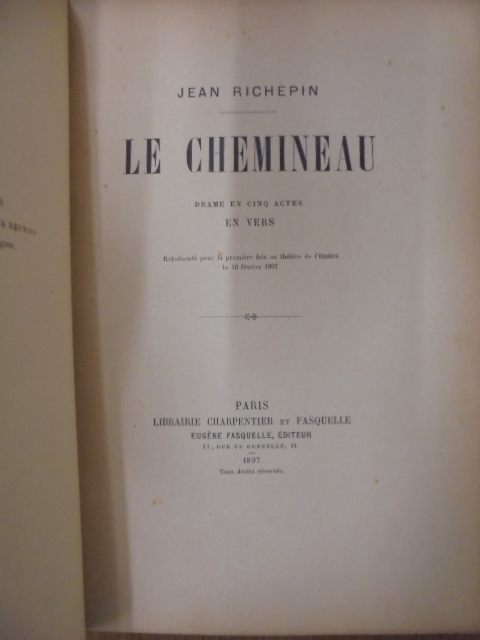 JEAN RICHEPIN
LE CHEMINEAU
DRAME EN CINQ ACTES
EN VERS
Représenté pour la première fois au théâtre de l'Odéon
le 16 février 1897
PARIS
LIBRAIRIE CHARPENTIER ET FASQUELLE
EUGÈNE FASQUELLE, ÉDITEUR
11, RUE DE GRENELLE, 11
1897
Tous droits réservés.